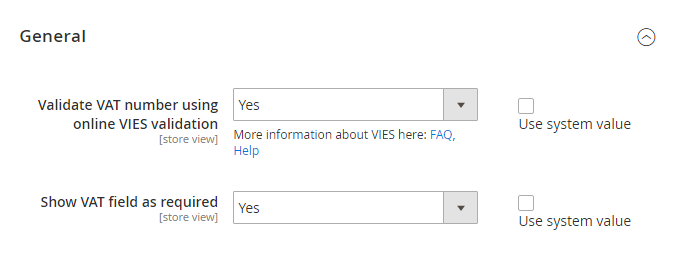 General
Validate VAT number using
online VIES validation
[store view]
Yes
Use system value
More information about VIES here: FAQ,
Help
Show VAT field as required
[store view]
Yes
Use system value